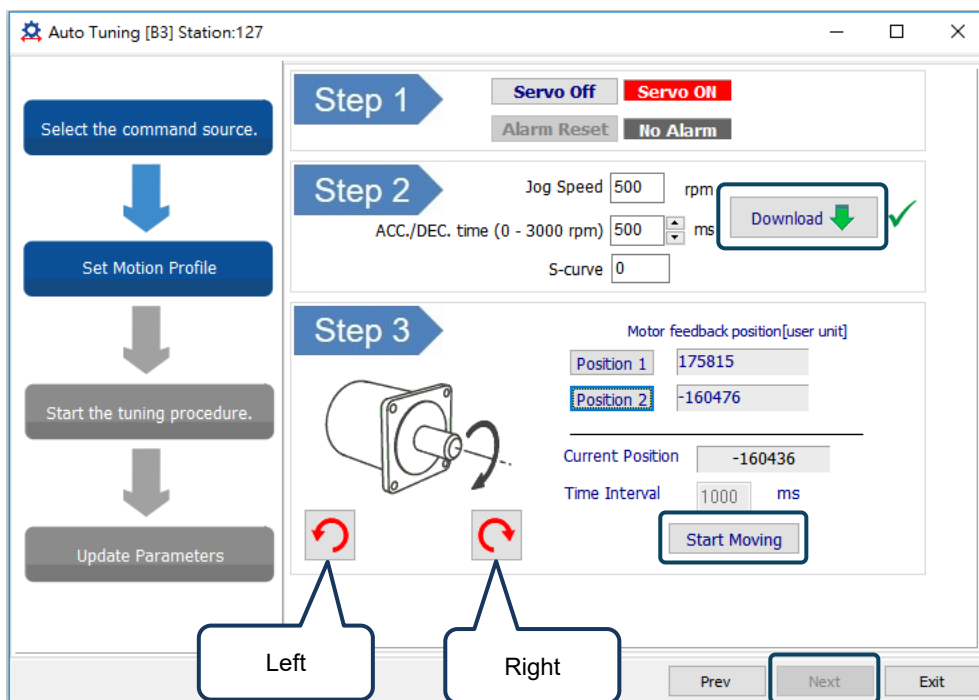 Auto Tuning [B3] Station:127
Select the command source.
Set Motion Profile
Start the tuning procedure.
Update Parameters
Step 1
Servo Off Servo ON
Alarm Reset No Alarm
Step 2
Jog Speed 500 rpm
ACC./DEC. time (0 - 3000 rpm) 500 ms
S-curve 0
Download
Step 3
Motor feedback position[user unit]
Position 1 175815
Position 2 -160476
Current Position -160436
Time Interval 1000 ms
Start Moving
Left
Right
Prev Next Exit